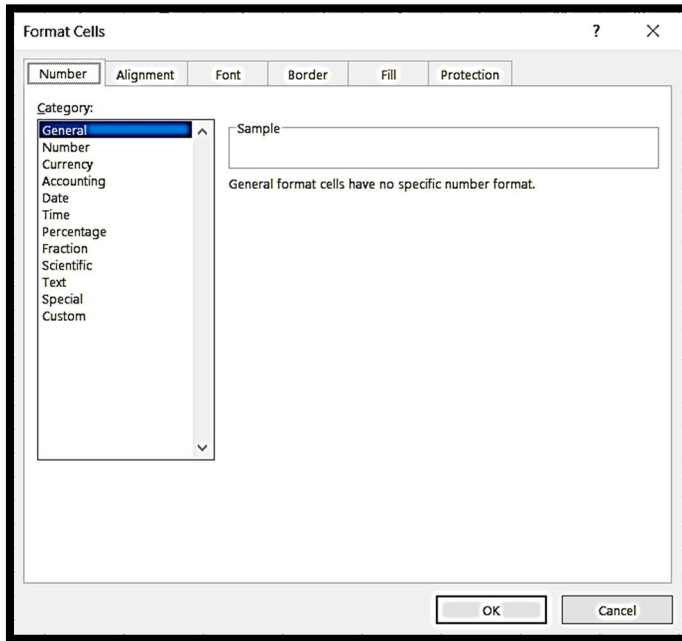 Format Cells ? ×
Number Alignment Font Border Fill Protection
Category:
General
Number
Currency
Accounting
Date
Time
Percentage
Fraction
Scientific
Text
Special
Custom
Sample
General format cells have no specific number format.
OK Cancel